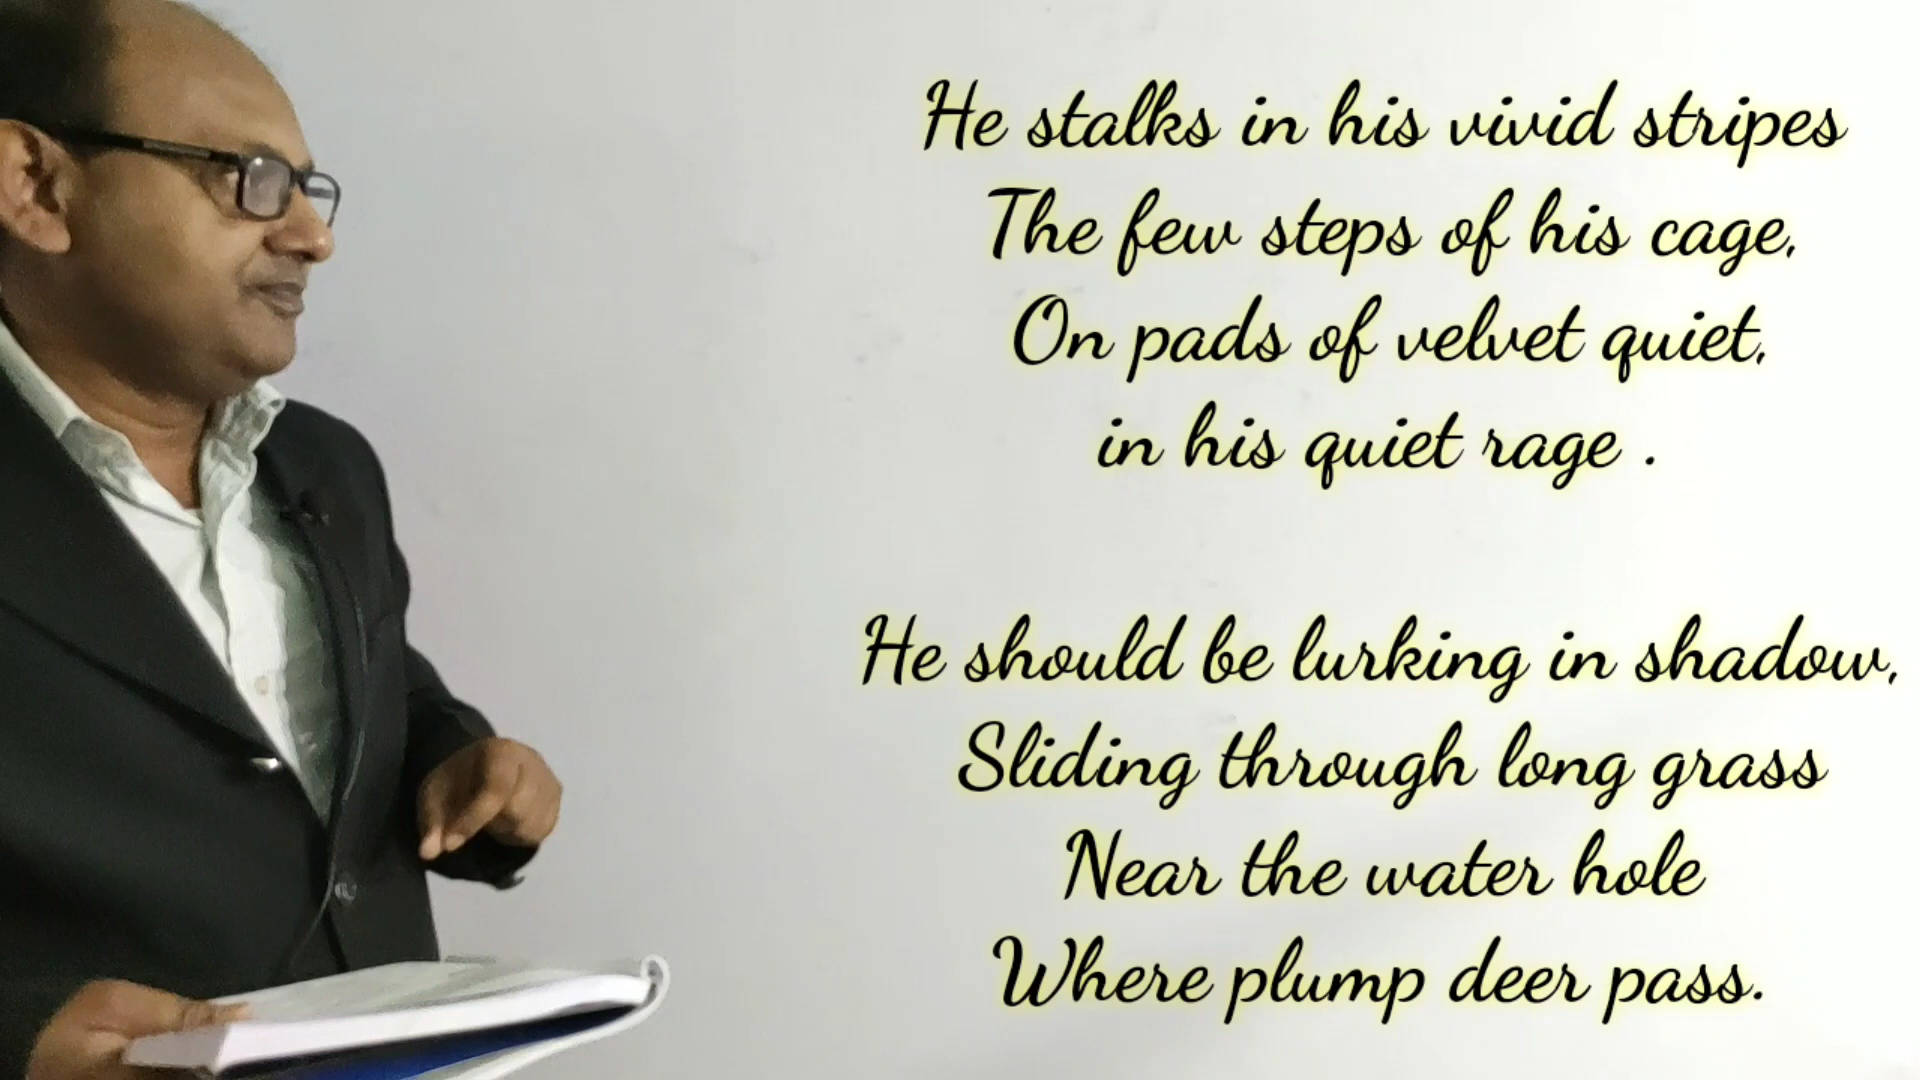 He stalks in his vivid stripes
The few steps of his cage,
On pads of velvet quiet,
in his quiet rage .
He should be lurking in shadow,
Sliding through long grass
Near the water hole
Where plump deer pass.